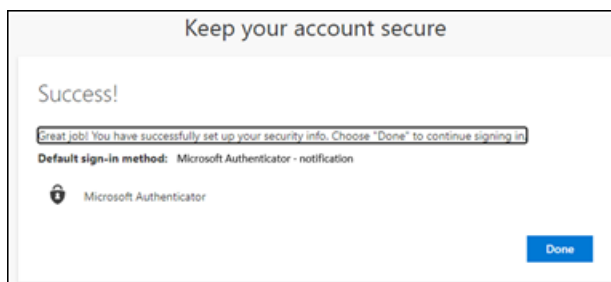 Keep your account secure
Success!
Great job! You have successfully set up your security info. Choose "Done" to continue signing in.
Default sign-in method: Microsoft Authenticator - notification
Microsoft Authenticator
Done